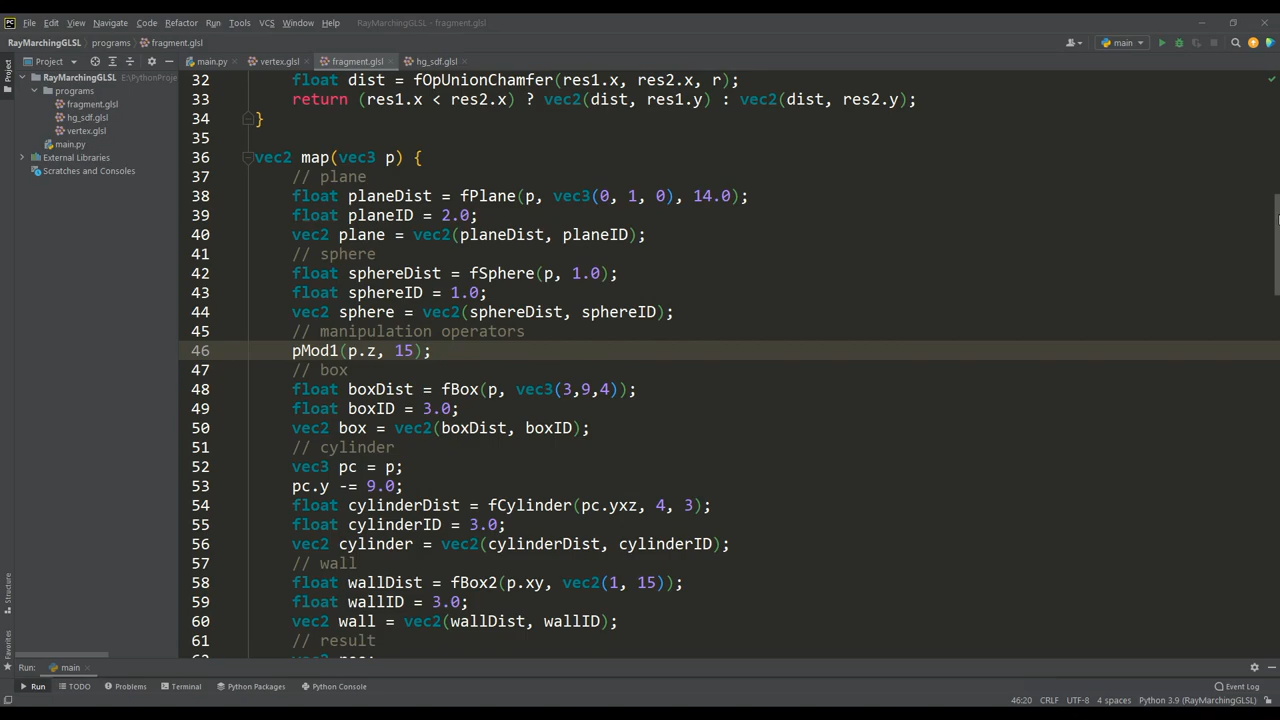 PC File Edit View Navigate Code Refactor Run Tools VCS Window Help RayMarchingGLSL - fragment.glsl
RayMarchingGLSL programs fragment.glsl main
Project main.py vertex.glsl fragment.glsl hg_sdf.glsl
RayMarchingGLSL E:\PythonProje
programs
fragment.glsl
hg_sdf.glsl
vertex.glsl
main.py
External Libraries
Scratches and Consoles
Project
Structure
Favorites
32 float dist = fOpUnionChamfer(res1.x, res2.x, r);
33 return (res1.x < res2.x) ? vec2(dist, res1.y) : vec2(dist, res2.y);
34 }
35
36 vec2 map(vec3 p) {
37 // plane
38 float planeDist = fPlane(p, vec3(0, 1, 0), 14.0);
39 float planeID = 2.0;
40 vec2 plane = vec2(planeDist, planeID);
41 // sphere
42 float sphereDist = fSphere(p, 1.0);
43 float sphereID = 1.0;
44 vec2 sphere = vec2(sphereDist, sphereID);
45 // manipulation operators
46 pMod1(p.z, 15);
47 // box
48 float boxDist = fBox(p, vec3(3,9,4));
49 float boxID = 3.0;
50 vec2 box = vec2(boxDist, boxID);
51 // cylinder
52 vec3 pc = p;
53 pc.y -= 9.0;
54 float cylinderDist = fCylinder(pc.yxz, 4, 3);
55 float cylinderID = 3.0;
56 vec2 cylinder = vec2(cylinderDist, cylinderID);
57 // wall
58 float wallDist = fBox2(p.xy, vec2(1, 15));
59 float wallID = 3.0;
60 vec2 wall = vec2(wallDist, wallID);
61 // result
Run: main
Run TODO Problems Terminal Python Packages Python Console Event Log
46:20 CRLF UTF-8 4 spaces Python 3.9 (RayMarchingGLSL)